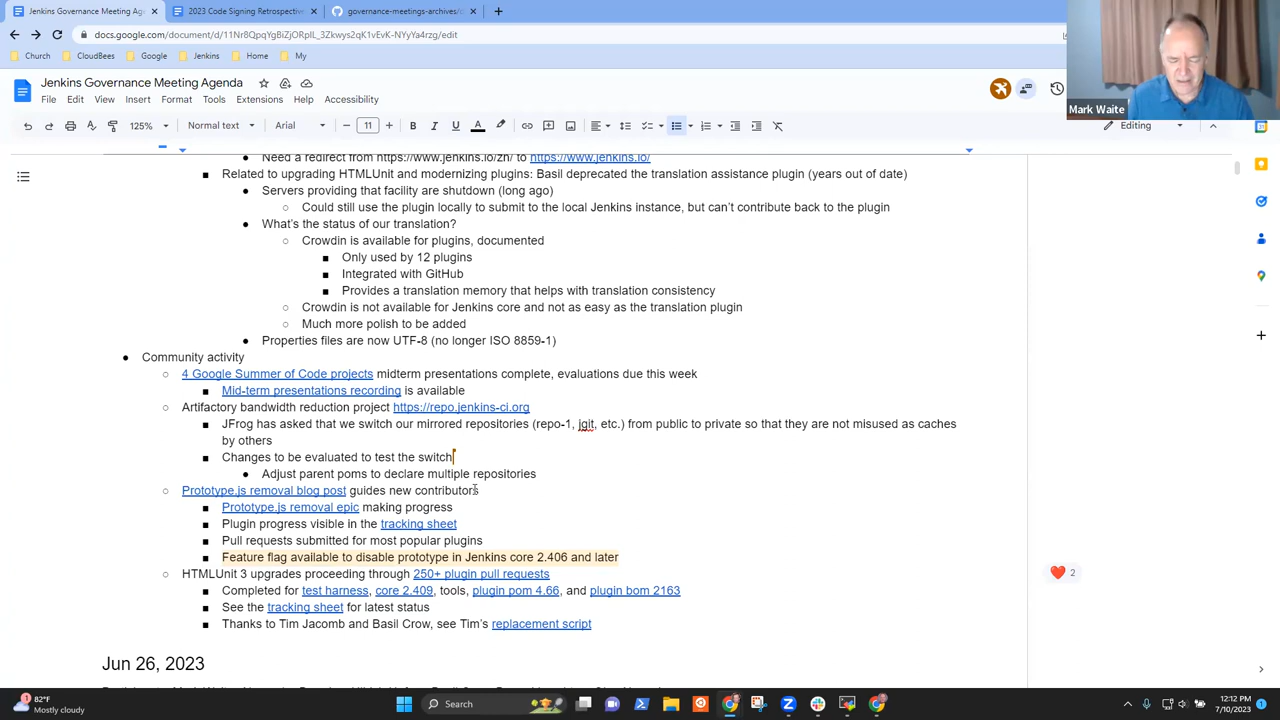 Jenkins Governance Meeting Age
2023 Code Signing Retrospectiv
governance-meetings-archives/
docs.google.com/document/d/11Nr8QpqYgBiZjORpIL_3Zkwys2qK1vEvK-NYyYa4rzg/edit
Church
CloudBees
Google
Jenkins
Home
My
Jenkins Governance Meeting Agenda
File Edit View Insert Format Tools Extensions Help Accessibility
125% Normal text Arial 11 Editing
Mark Waite
Need a redirect from https://www.jenkins.io/zh/ to https://www.jenkins.io/
Related to upgrading HTMLUnit and modernizing plugins: Basil deprecated the translation assistance plugin (years out of date)
Servers providing that facility are shutdown (long ago)
Could still use the plugin locally to submit to the local Jenkins instance, but can't contribute back to the plugin
What's the status of our translation?
Crowdin is available for plugins, documented
Only used by 12 plugins
Integrated with GitHub
Provides a translation memory that helps with translation consistency
Crowdin is not available for Jenkins core and not as easy as the translation plugin
Much more polish to be added
Properties files are now UTF-8 (no longer ISO 8859-1)
Community activity
4 Google Summer of Code projects midterm presentations complete, evaluations due this week
Mid-term presentations recording is available
Artifactory bandwidth reduction project https://repo.jenkins-ci.org
JFrog has asked that we switch our mirrored repositories (repo-1, jgit, etc.) from public to private so that they are not misused as caches
by others
Changes to be evaluated to test the switch
Adjust parent poms to declare multiple repositories
Prototype.js removal blog post guides new contributors
Prototype.js removal epic making progress
Plugin progress visible in the tracking sheet
Pull requests submitted for most popular plugins
Feature flag available to disable prototype in Jenkins core 2.406 and later
HTMLUnit 3 upgrades proceeding through 250+ plugin pull requests
Completed for test harness, core 2.409, tools, plugin pom 4.66, and plugin bom 2163
See the tracking sheet for latest status
Thanks to Tim Jacomb and Basil Crow, see Tim's replacement script
2
Jun 26, 2023
82°F
Mostly cloudy
Search
12:12 PM
7/10/2023